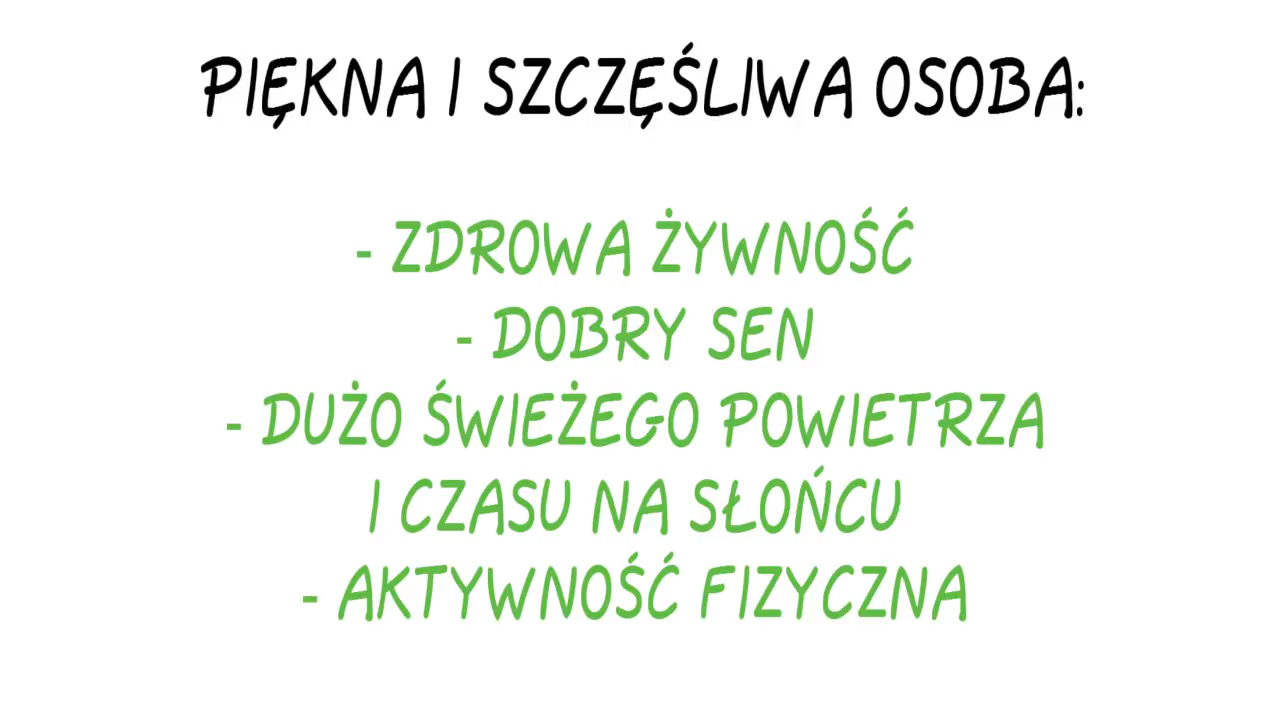 PIĘKNA I SZCZĘŚLIWA OSOBA:
- ZDROWA ŻYWNOŚĆ
- DOBRY SEN
- DUŻO ŚWIEŻEGO POWIETRZA
I CZASU NA SŁOŃCU
- AKTYWNOŚĆ FIZYCZNA